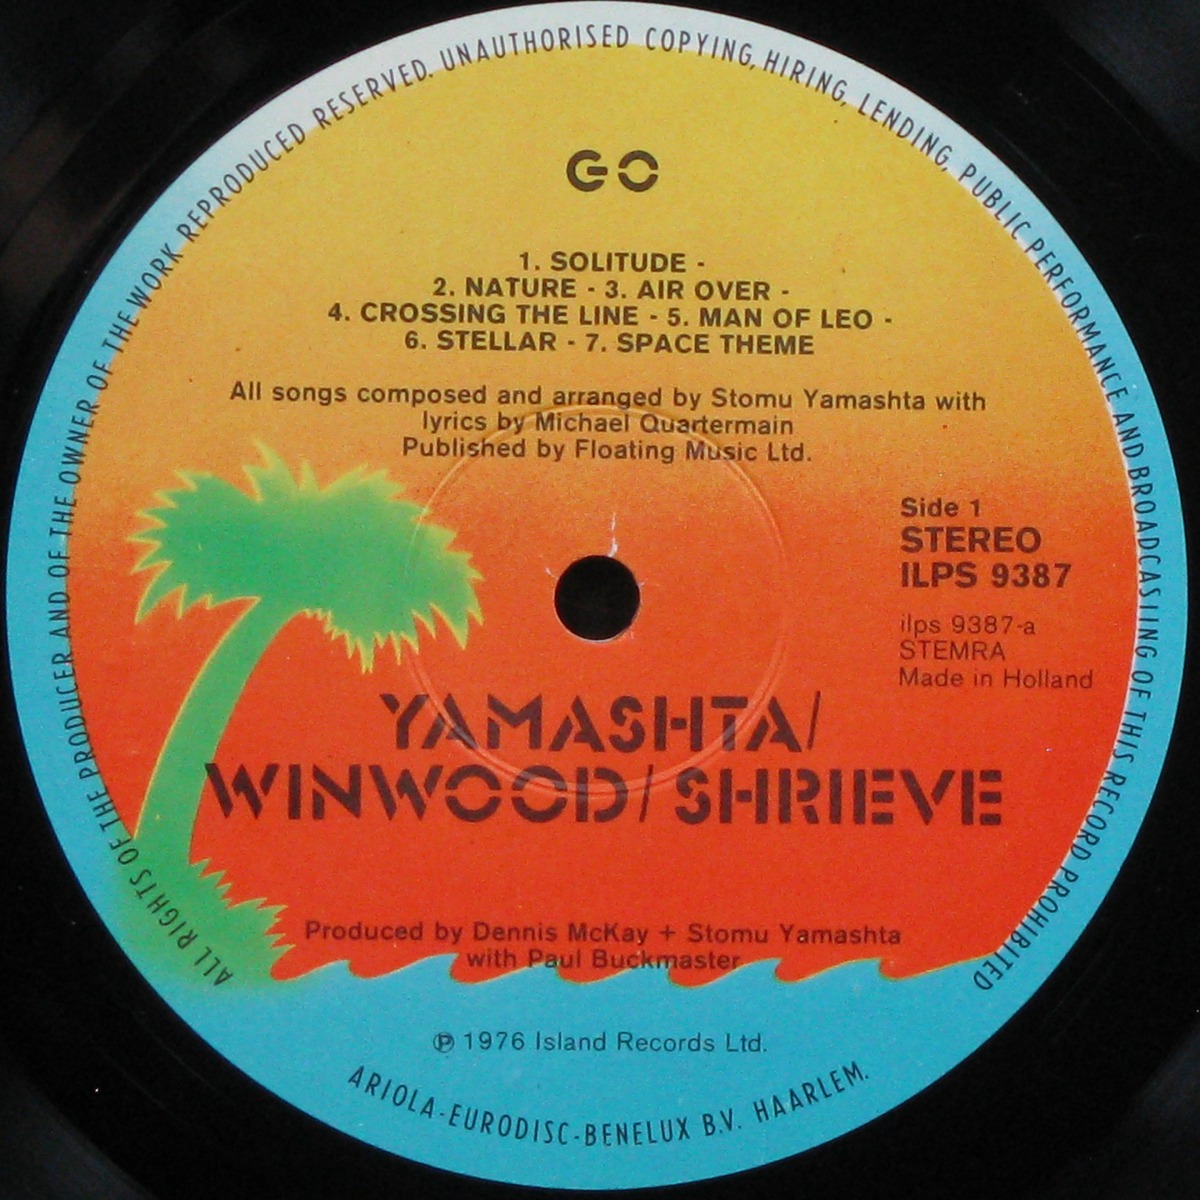 ALL RIGHTS OF THE PRODUCER AND OF THE OWNER OF THE WORK REPRODUCED RESERVED. UNAUTHORISED COPYING, HIRING, LENDING, PUBLIC PERFORMANCE AND BROADCASTING OF THIS RECORD PROHIBITED
GO
1. SOLITUDE -
2. NATURE - 3. AIR OVER -
4. CROSSING THE LINE - 5. MAN OF LEO -
6. STELLAR - 7. SPACE THEME
All songs composed and arranged by Stomu Yamashta with
lyrics by Michael Quartermain
Published by Floating Music Ltd.
Side 1
STEREO
ILPS 9387
ilps 9387-a
STEMRA
Made in Holland
YAMASHTA/
WINWOOD/SHRIEVE
Produced by Dennis McKay + Stomu Yamashta
with Paul Buckmaster
℗ 1976 Island Records Ltd.
ARIOLA-EURODISC-BENELUX B.V. HAARLEM.